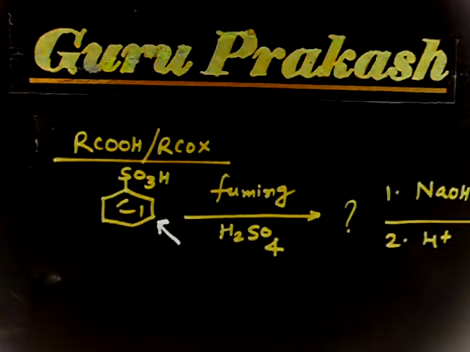 Guru Prakash
RCOOH/RCOX
SO3H
fuming
H2SO4
?
1. NaOH
2. H+